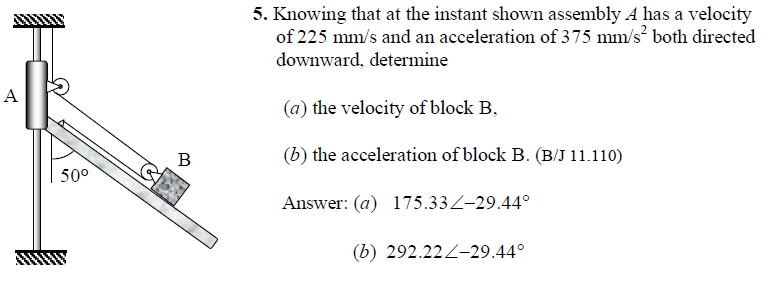 5. Knowing that at the instant shown assembly A has a velocity
of 225 mm/s and an acceleration of 375 mm/s² both directed
downward, determine
A
(a) the velocity of block B,
B
(b) the acceleration of block B. (B/J 11.110)
50°
Answer: (a) 175.33∠−29.44°
(b) 292.22∠−29.44°